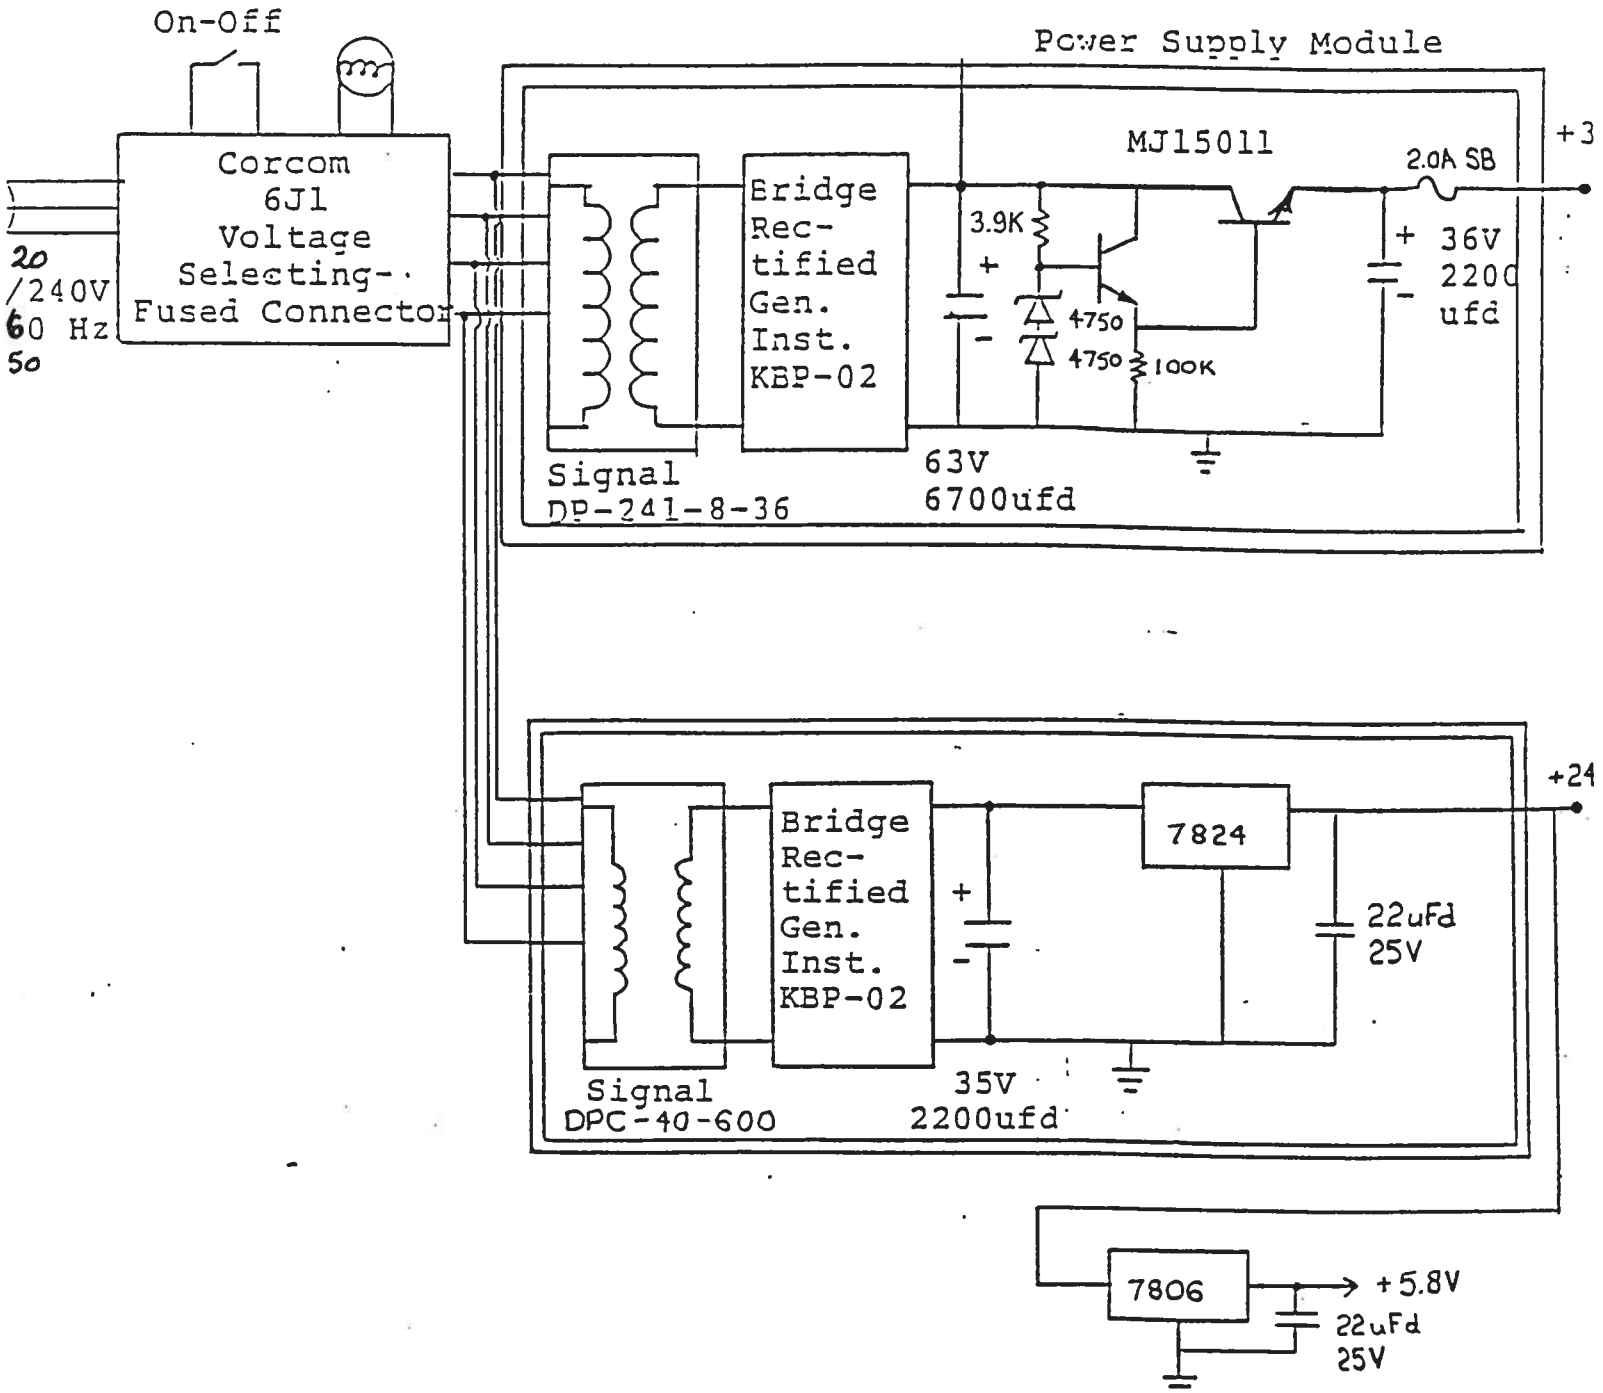 On-Off
Power Supply Module
Corcom
6J1
Voltage
Selecting-
Fused Connector
20
/240V
60 Hz
50
Bridge
Rec-
tified
Gen.
Inst.
KBP-02
MJ15011
2.0A SB
+3
3.9K
+
-
4750
4750
100K
+
-
36V
2200
ufd
Signal
DP-241-8-36
63V
6700ufd
Bridge
Rec-
tified
Gen.
Inst.
KBP-02
+
-
7824
+24
22uFd
25V
Signal
DPC-40-600
35V
2200ufd
7806
+5.8V
22uFd
25V